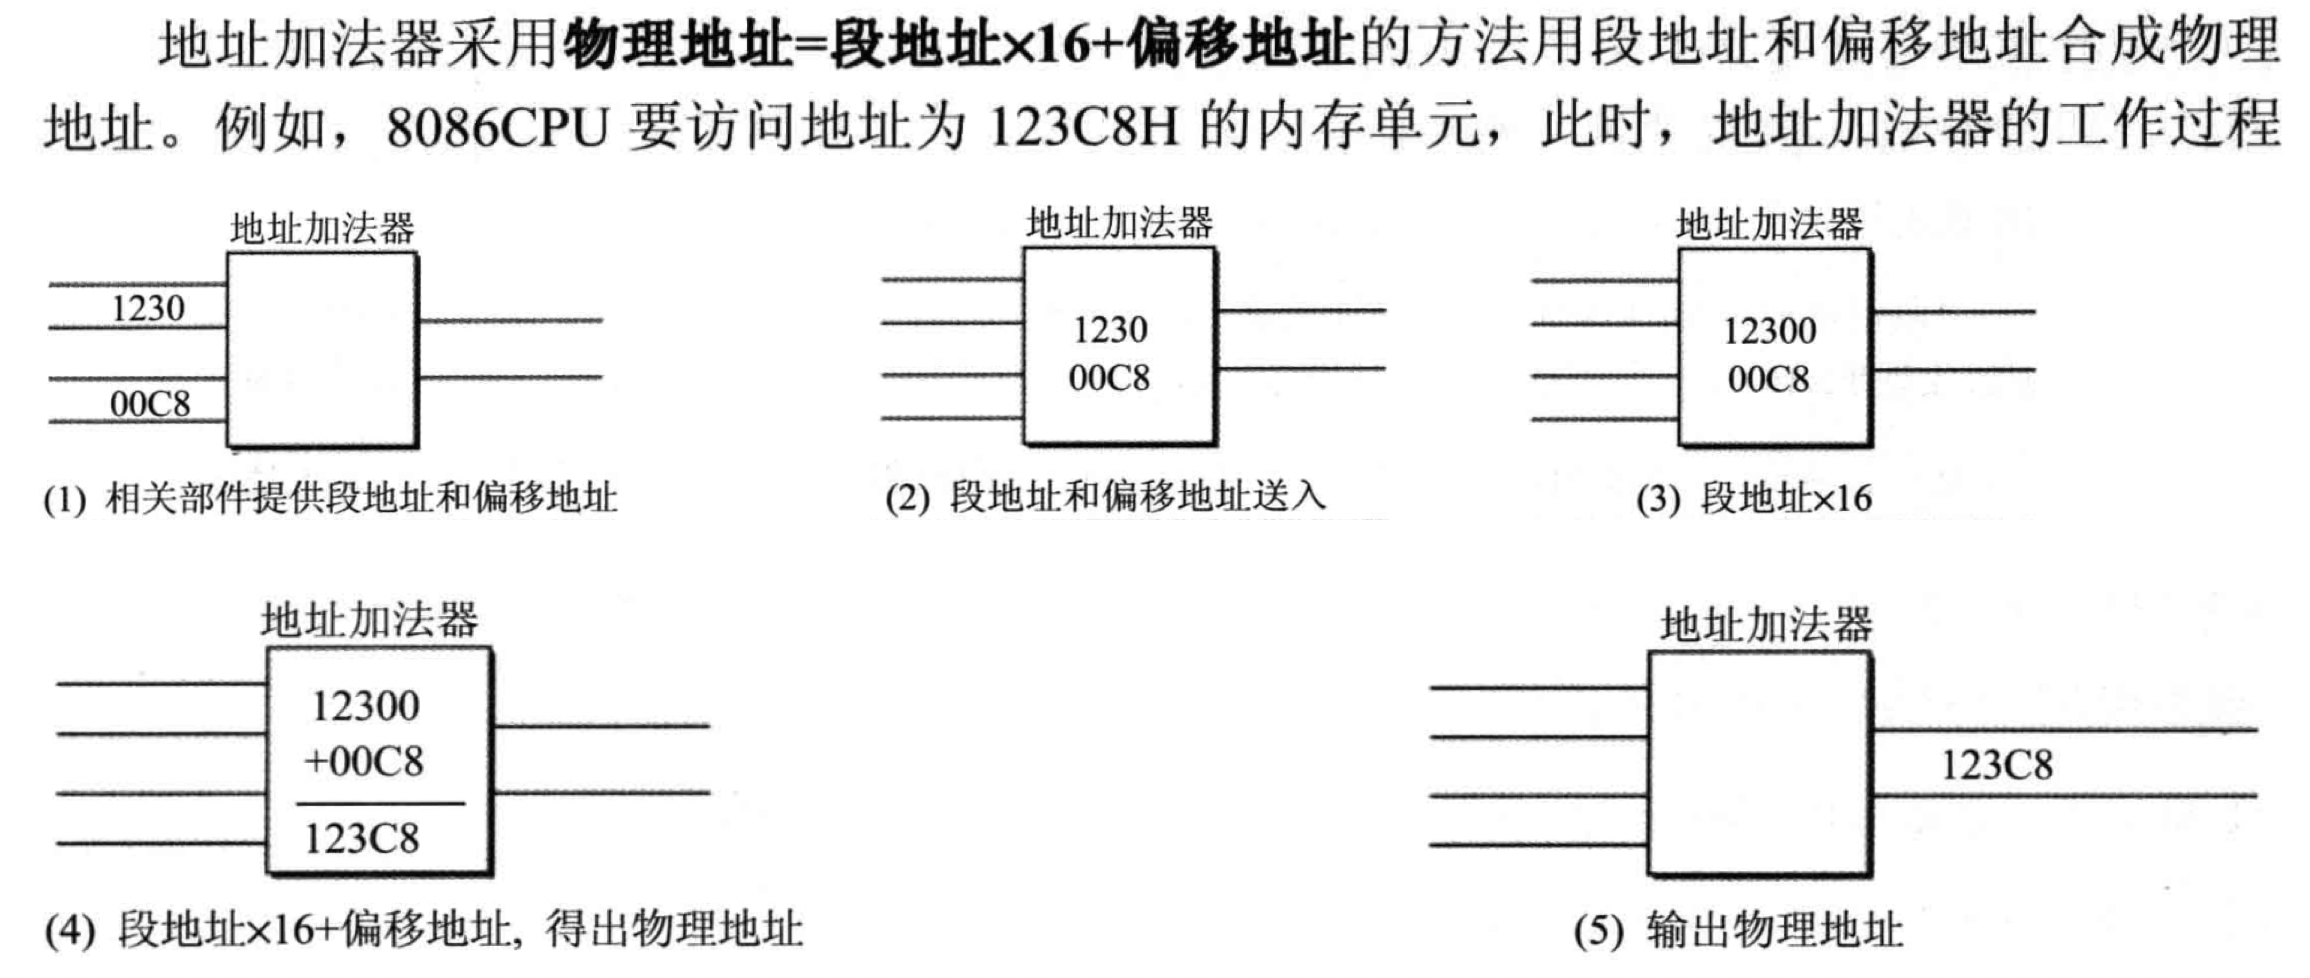 地址加法器采用物理地址=段地址×16+偏移地址的方法用段地址和偏移地址合成物理
地址。例如，8086CPU 要访问地址为 123C8H 的内存单元，此时，地址加法器的工作过程
地址加法器
1230
00C8
(1) 相关部件提供段地址和偏移地址
地址加法器
1230
00C8
(2) 段地址和偏移地址送入
地址加法器
12300
00C8
(3) 段地址×16
地址加法器
12300
+00C8
123C8
(4) 段地址×16+偏移地址, 得出物理地址
地址加法器
123C8
(5) 输出物理地址